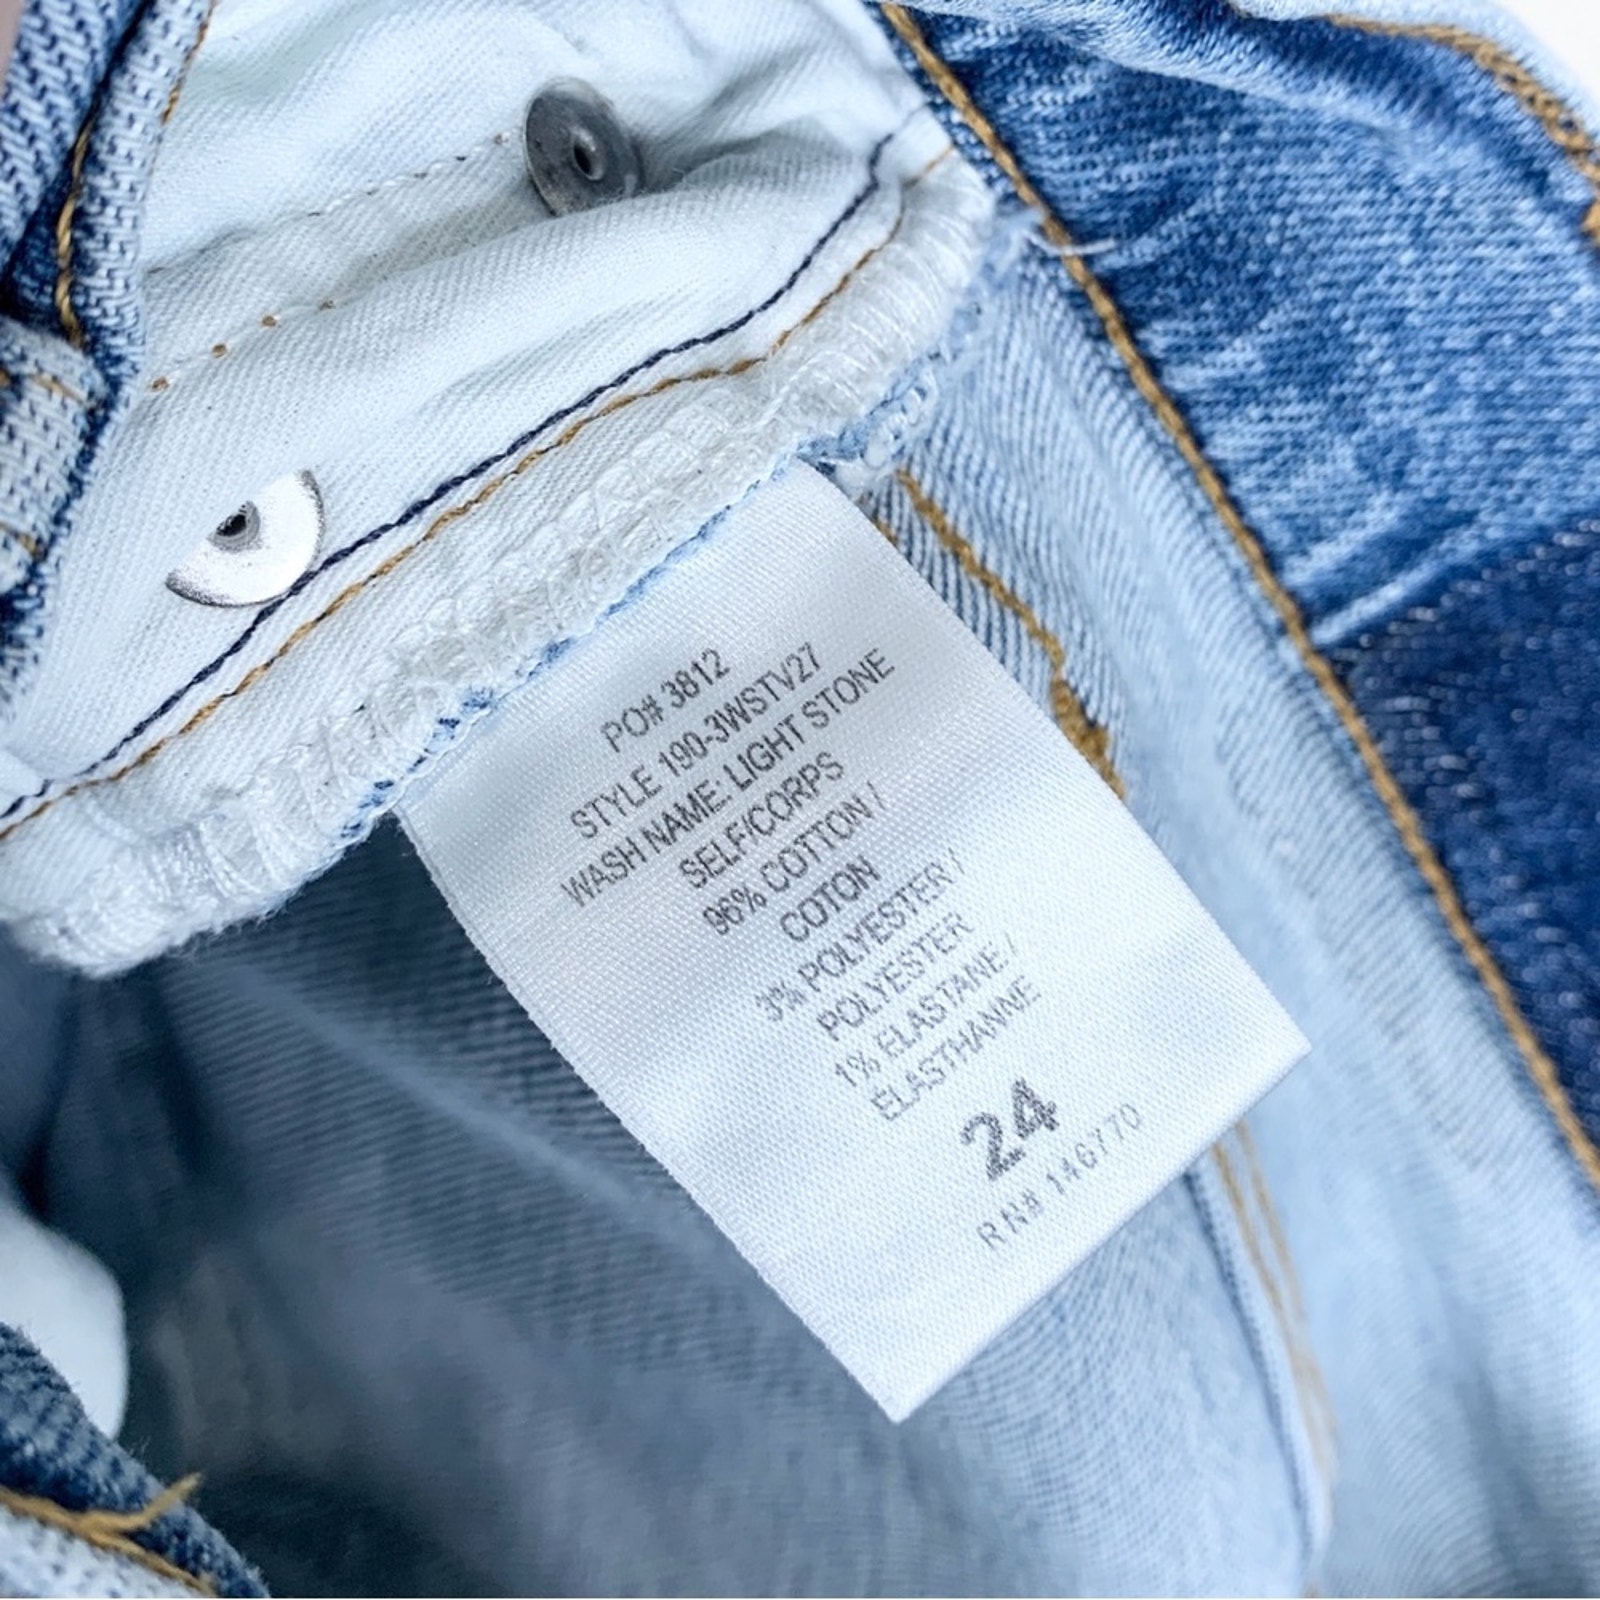 PO# 3812
STYLE 190-3WSTV27
WASH NAME: LIGHT STONE
SELF/CORPS
96% COTTON /
COTON
3% POLYESTER /
POLYESTER
1% ELASTANE /
ELASTHANNE
24
RN# 146770